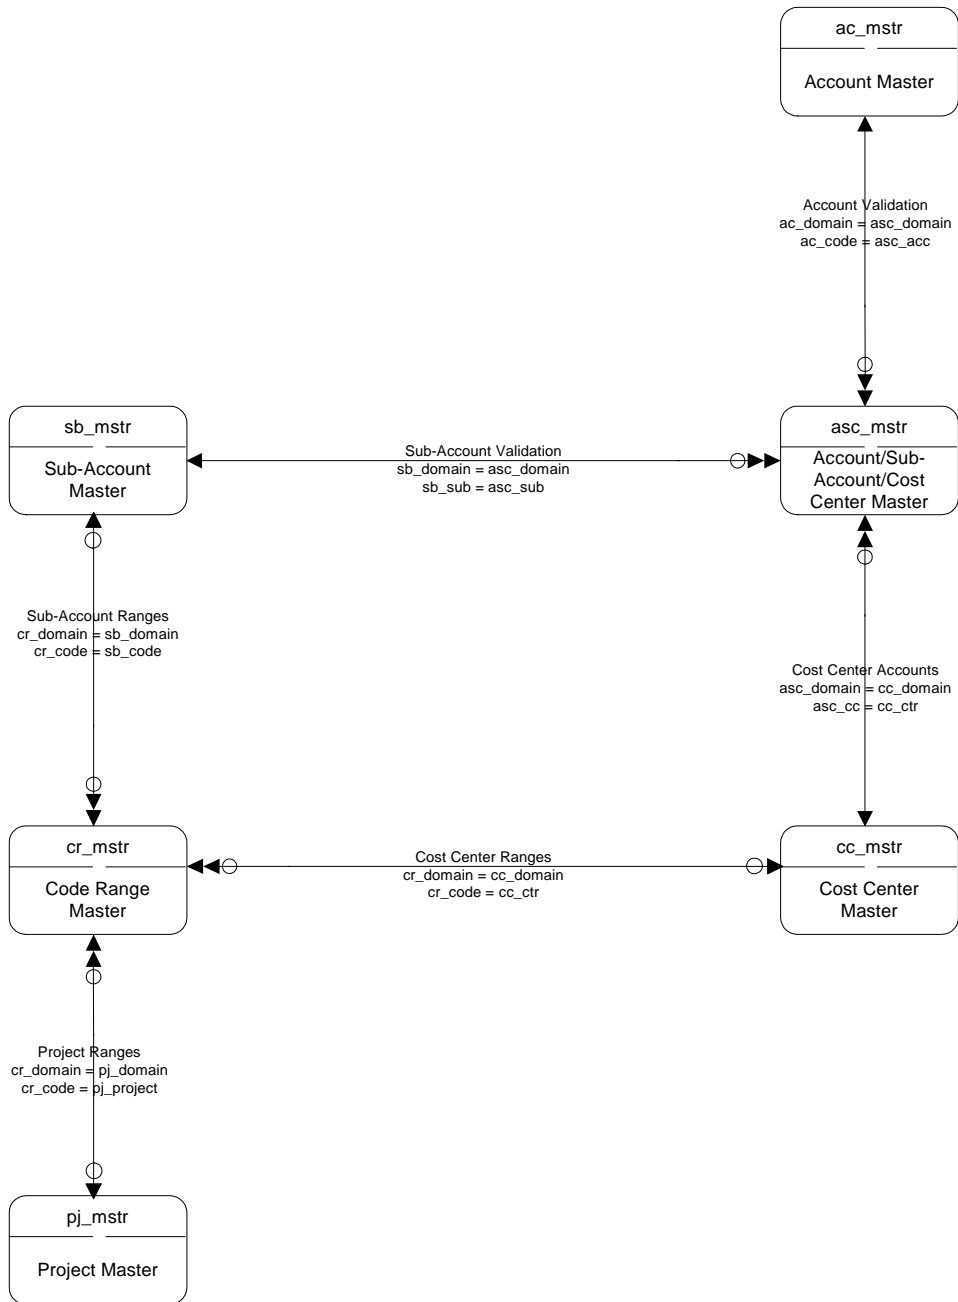 ac_mstr
Account Master
Account Validation
ac_domain = asc_domain
ac_code = asc_acc
sb_mstr
Sub-Account
Master
Sub-Account Validation
sb_domain = asc_domain
sb_sub = asc_sub
asc_mstr
Account/Sub-
Account/Cost
Center Master
Sub-Account Ranges
cr_domain = sb_domain
cr_code = sb_code
Cost Center Accounts
asc_domain = cc_domain
asc_cc = cc_ctr
cr_mstr
Code Range
Master
Cost Center Ranges
cr_domain = cc_domain
cr_code = cc_ctr
cc_mstr
Cost Center
Master
Project Ranges
cr_domain = pj_domain
cr_code = pj_project
pj_mstr
Project Master